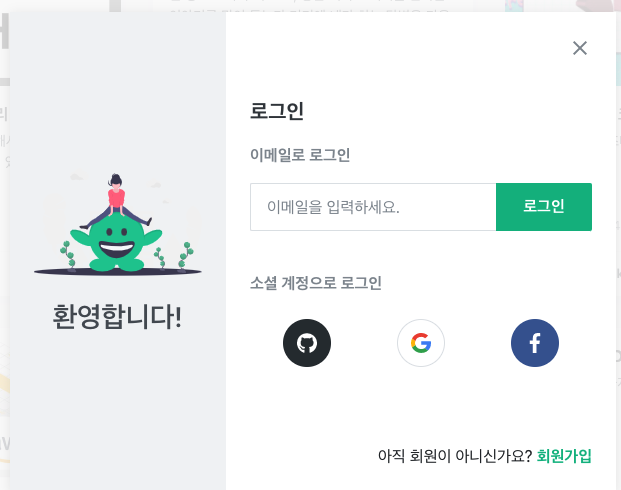 환영합니다!
로그인
이메일로 로그인
이메일을 입력하세요.
로그인
소셜 계정으로 로그인
아직 회원이 아니신가요? 회원가입